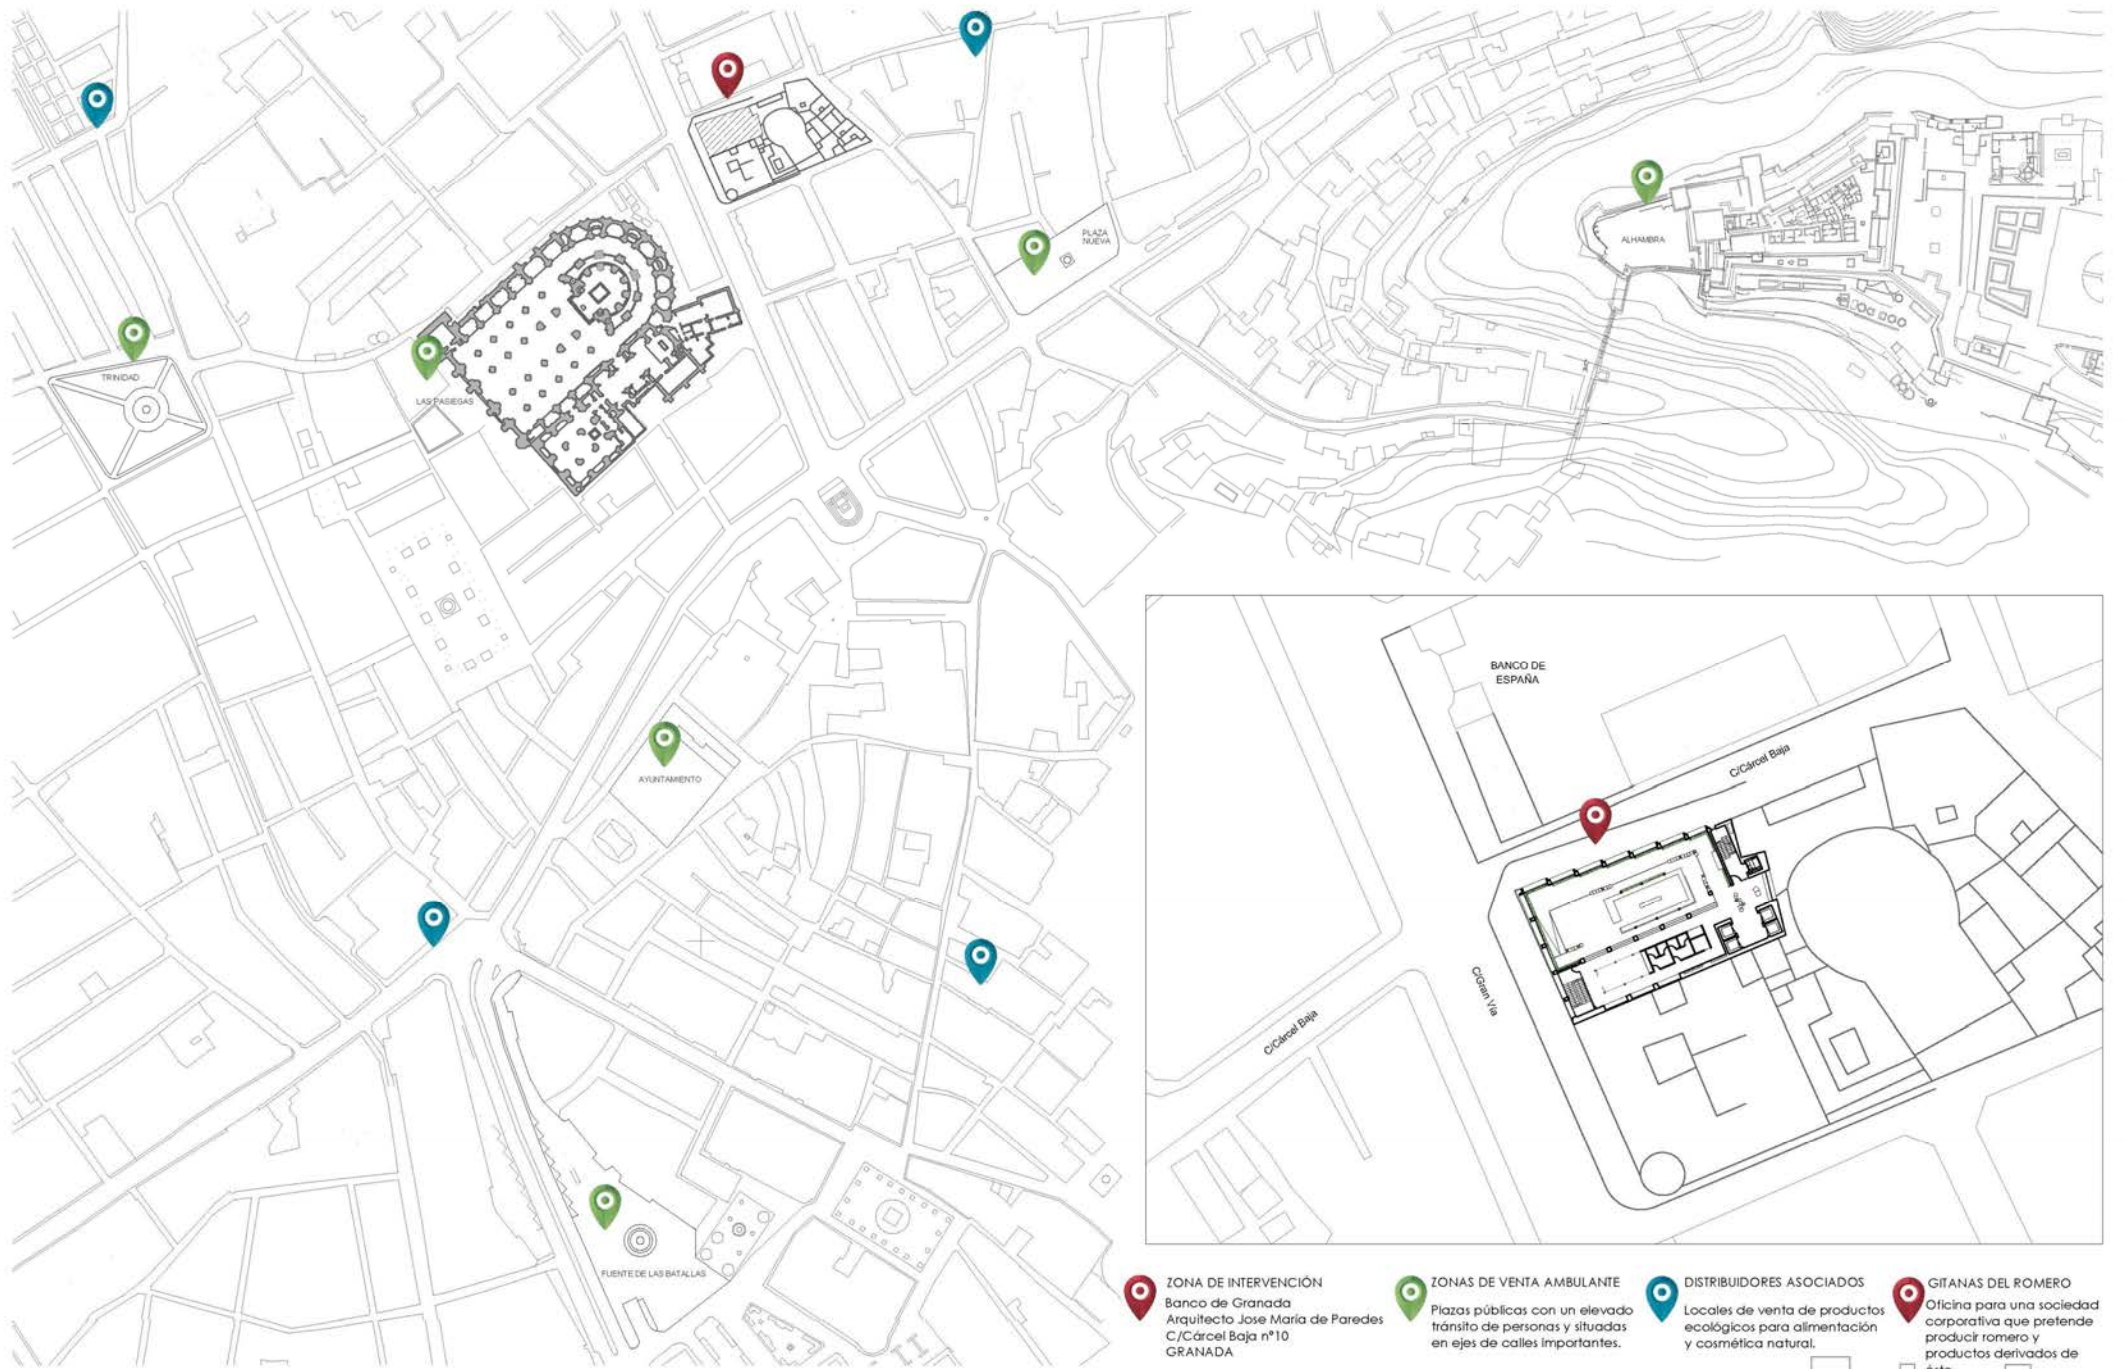 PLAZA
NUEVA
ALHAMBRA
TRINIDAD
LAS PASIEGAS
AYUNTAMIENTO
FUENTE DE LAS BATALLAS
BANCO DE
ESPAÑA
C/Cárcel Baja
C/Gran Vía
C/Cárcel Baja
ZONA DE INTERVENCIÓN
Banco de Granada
Arquitecto Jose María de Paredes
C/Cárcel Baja nº10
GRANADA
ZONAS DE VENTA AMBULANTE
Plazas públicas con un elevado
tránsito de personas y situadas
en ejes de calles importantes.
DISTRIBUIDORES ASOCIADOS
Locales de venta de productos
ecológicos para alimentación
y cosmética natural.
GITANAS DEL ROMERO
Oficina para una sociedad
corporativa que pretende
producir romero y
productos derivados de